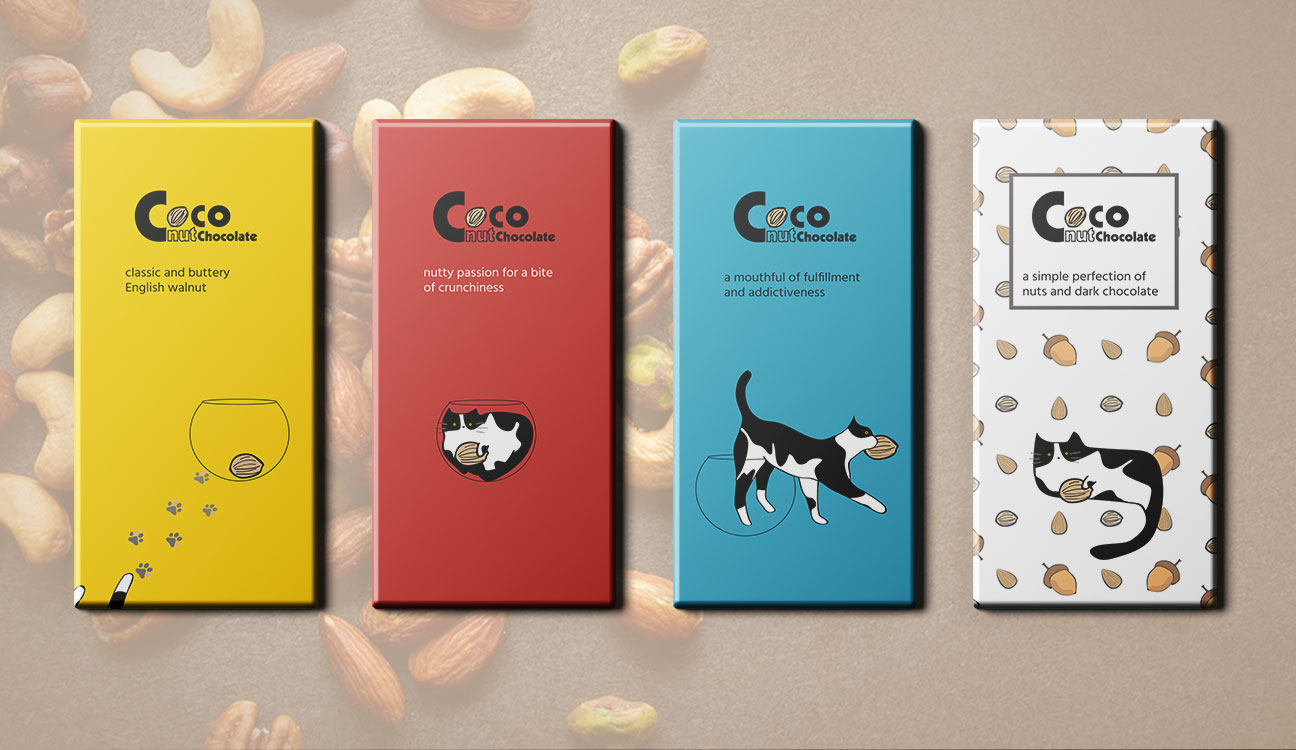 Coco
nutChocolate
classic and buttery
English walnut
Coco
nutChocolate
nutty passion for a bite
of crunchiness
Coco
nutChocolate
a mouthful of fulfillment
and addictiveness
Coco
nutChocolate
a simple perfection of
nuts and dark chocolate